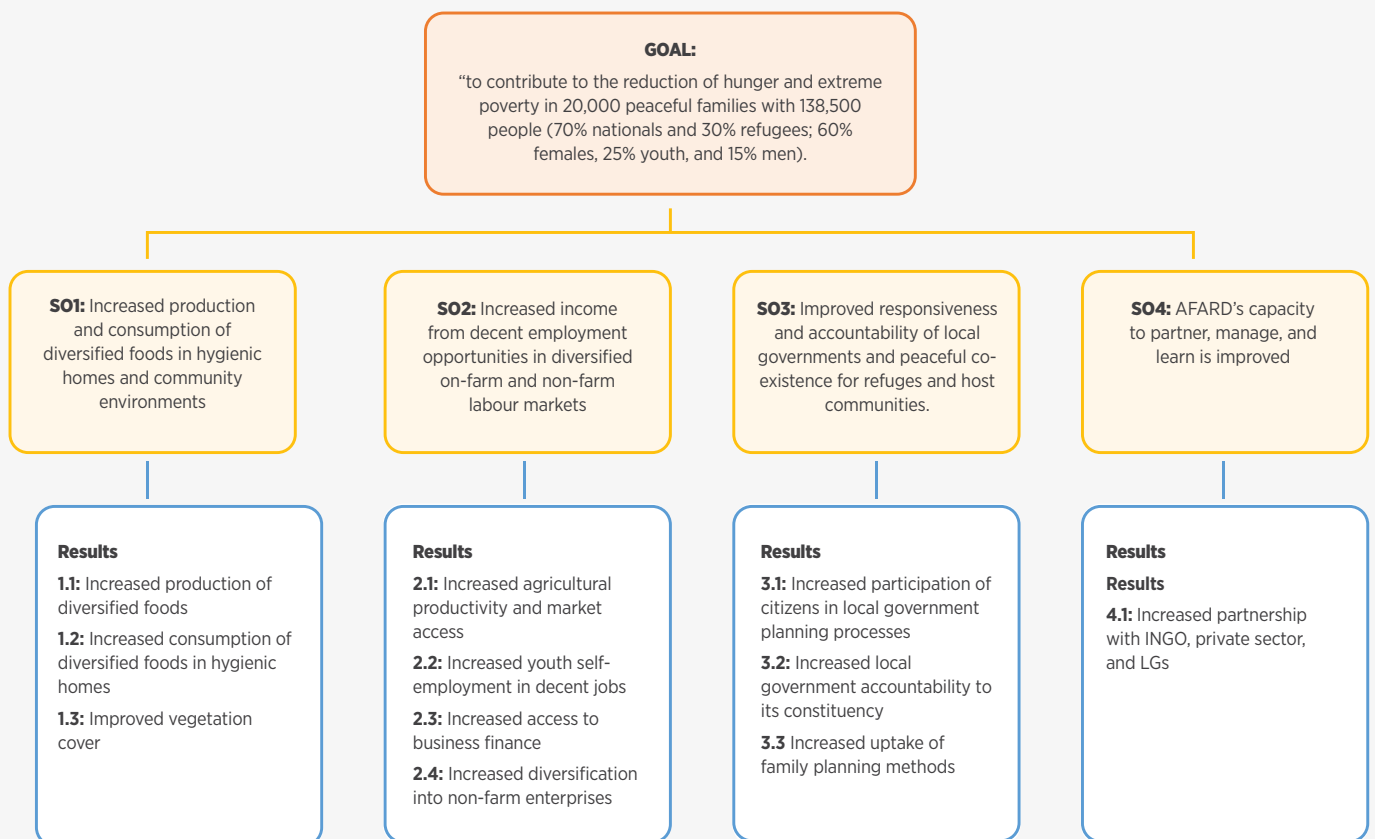 GOAL:
“to contribute to the reduction of hunger and extreme
poverty in 20,000 peaceful families with 138,500
people (70% nationals and 30% refugees; 60%
females, 25% youth, and 15% men).
SO1: Increased production
and consumption of
diversified foods in hygienic
homes and community
environments
SO2: Increased income
from decent employment
opportunities in diversified
on-farm and non-farm
labour markets
SO3: Improved responsiveness
and accountability of local
governments and peaceful co-
existence for refuges and host
communities.
SO4: AFARD’s capacity
to partner, manage, and
learn is improved
Results
1.1: Increased production of
diversified foods
1.2: Increased consumption of
diversified foods in hygienic
homes
1.3: Improved vegetation
cover
Results
2.1: Increased agricultural
productivity and market
access
2.2: Increased youth self-
employment in decent jobs
2.3: Increased access to
business finance
2.4: Increased diversification
into non-farm enterprises
Results
3.1: Increased participation of
citizens in local government
planning processes
3.2: Increased local
government accountability to
its constituency
3.3 Increased uptake of
family planning methods
Results
Results
4.1: Increased partnership
with INGO, private sector,
and LGs